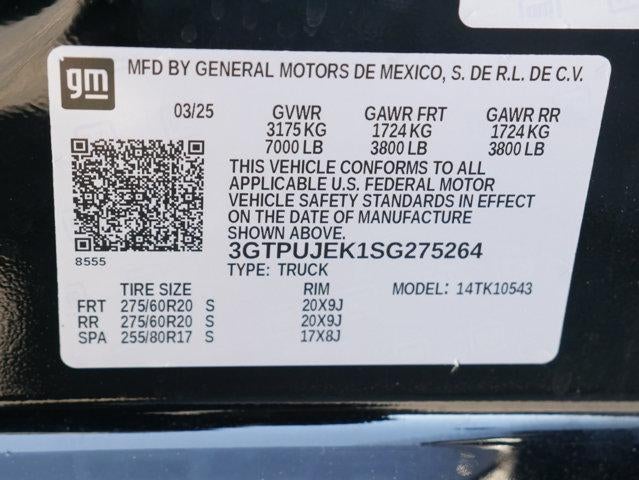 gm
MFD BY GENERAL MOTORS DE MEXICO, S. DE R.L. DE C.V.
03/25 GVWR GAWR FRT GAWR RR
3175 KG 1724 KG 1724 KG
7000 LB 3800 LB 3800 LB
THIS VEHICLE CONFORMS TO ALL
APPLICABLE U.S. FEDERAL MOTOR
VEHICLE SAFETY STANDARDS IN EFFECT
ON THE DATE OF MANUFACTURE
SHOWN ABOVE.
8555
3GTPUJEK1SG275264
TYPE: TRUCK
TIRE SIZE RIM MODEL: 14TK10543
FRT 275/60R20 S 20X9J
RR 275/60R20 S 20X9J
SPA 255/80R17 S 17X8J